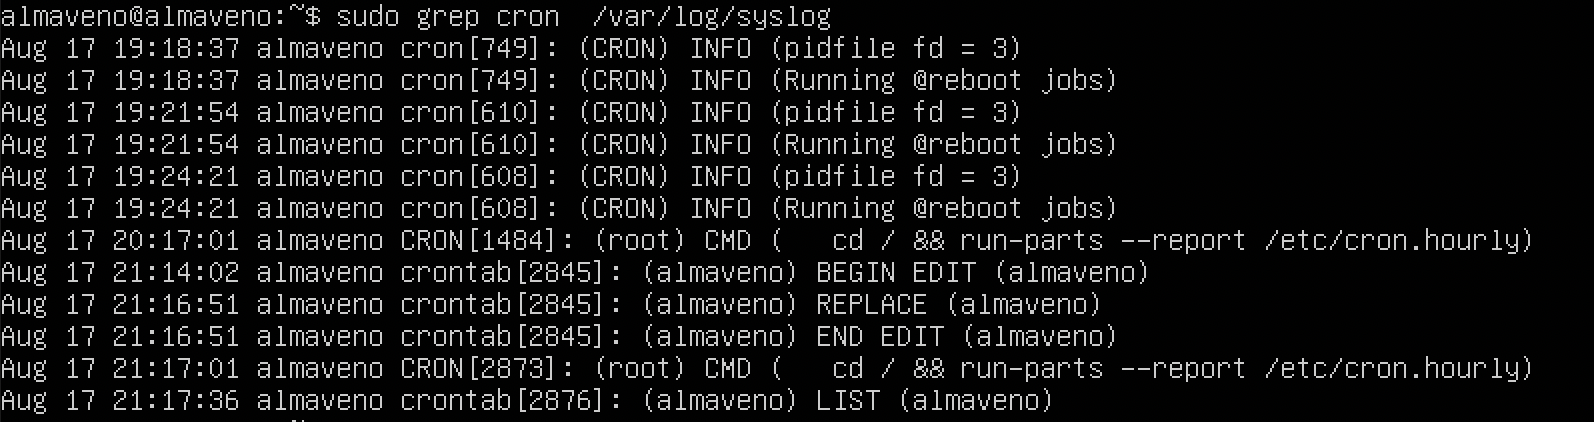 almaveno@almaveno:~$ sudo grep cron  /var/log/syslog
Aug 17 19:18:37 almaveno cron[749]: (CRON) INFO (pidfile fd = 3)
Aug 17 19:18:37 almaveno cron[749]: (CRON) INFO (Running @reboot jobs)
Aug 17 19:21:54 almaveno cron[610]: (CRON) INFO (pidfile fd = 3)
Aug 17 19:21:54 almaveno cron[610]: (CRON) INFO (Running @reboot jobs)
Aug 17 19:24:21 almaveno cron[608]: (CRON) INFO (pidfile fd = 3)
Aug 17 19:24:21 almaveno cron[608]: (CRON) INFO (Running @reboot jobs)
Aug 17 20:17:01 almaveno CRON[1484]: (root) CMD (   cd / && run-parts --report /etc/cron.hourly)
Aug 17 21:14:02 almaveno crontab[2845]: (almaveno) BEGIN EDIT (almaveno)
Aug 17 21:16:51 almaveno crontab[2845]: (almaveno) REPLACE (almaveno)
Aug 17 21:16:51 almaveno crontab[2845]: (almaveno) END EDIT (almaveno)
Aug 17 21:17:01 almaveno CRON[2873]: (root) CMD (   cd / && run-parts --report /etc/cron.hourly)
Aug 17 21:17:36 almaveno crontab[2876]: (almaveno) LIST (almaveno)